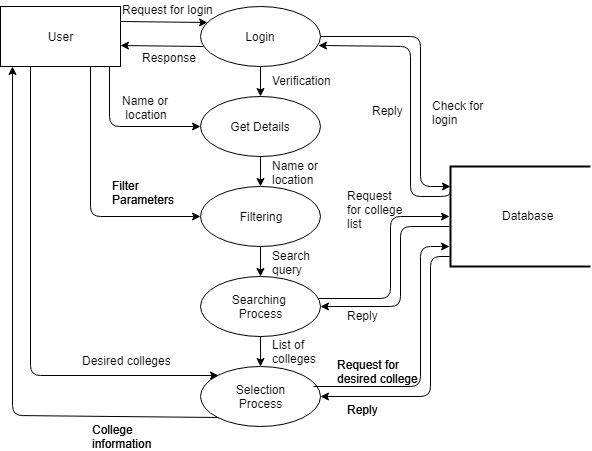 Request for login
User
Login
Response
Verification
Name or
location
Reply
Check for
login
Get Details
Name or
location
Filter
Parameters
Request
for college
list
Filtering
Database
Search
query
Searching
Process
Reply
List of
colleges
Desired colleges
Request for
desired college
Selection
Process
Reply
College
information